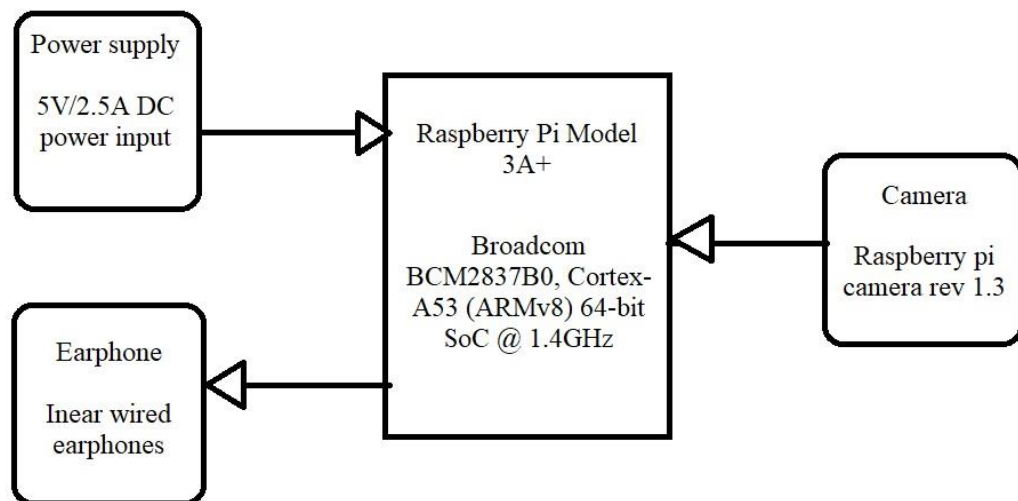 Power supply
5V/2.5A DC
power input
Raspberry Pi Model
3A+
Broadcom
BCM2837B0, Cortex-
A53 (ARMv8) 64-bit
SoC @ 1.4GHz
Camera
Raspberry pi
camera rev 1.3
Earphone
Inear wired
earphones